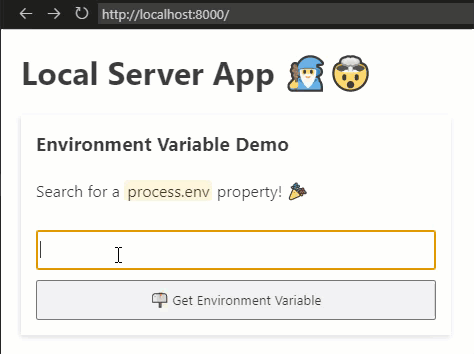 http://localhost:8000/
Local Server App 🧙‍♂️🤯
Environment Variable Demo
Search for a process.env property! 🎉
📬 Get Environment Variable